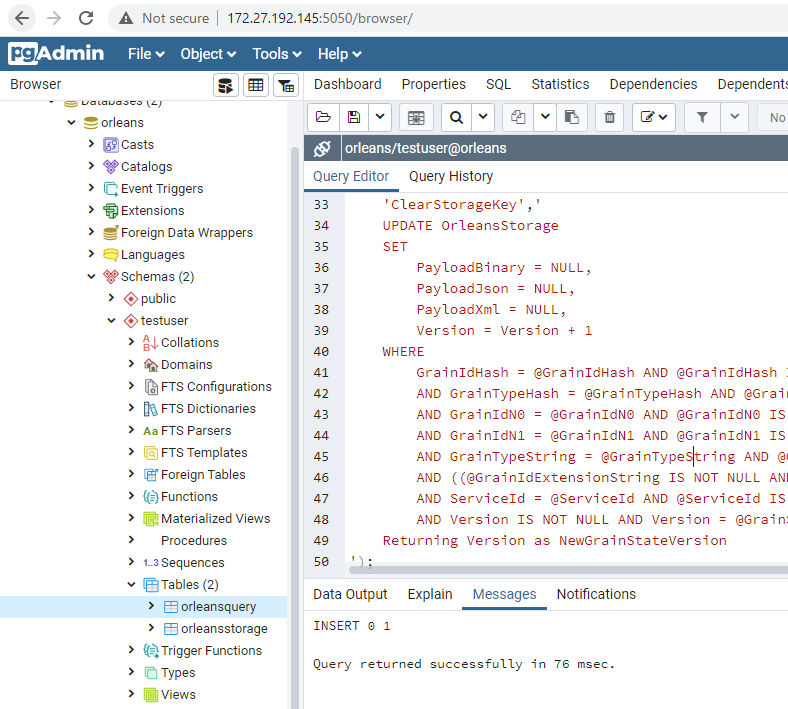 Not secure | 172.27.192.145:5050/browser/
pgAdmin File Object Tools Help
Browser
Dashboard Properties SQL Statistics Dependencies Dependents
No
Databases (2)
orleans
Casts
Catalogs
Event Triggers
Extensions
Foreign Data Wrappers
Languages
Schemas (2)
public
testuser
Collations
Domains
FTS Configurations
FTS Dictionaries
Aa FTS Parsers
FTS Templates
Foreign Tables
Functions
Materialized Views
Procedures
1..3 Sequences
Tables (2)
orleansquery
orleansstorage
Trigger Functions
Types
Views
orleans/testuser@orleans
Query Editor Query History
33 'ClearStorageKey','
34 UPDATE OrleansStorage
35 SET
36 PayloadBinary = NULL,
37 PayloadJson = NULL,
38 PayloadXml = NULL,
39 Version = Version + 1
40 WHERE
41 GrainIdHash = @GrainIdHash AND @GrainIdHash
42 AND GrainTypeHash = @GrainTypeHash AND @Grain
43 AND GrainIdN0 = @GrainIdN0 AND @GrainIdN0 IS
44 AND GrainIdN1 = @GrainIdN1 AND @GrainIdN1 IS
45 AND GrainTypeString = @GrainTypeString AND @G
46 AND ((@GrainIdExtensionString IS NOT NULL AND
47 AND ServiceId = @ServiceId AND @ServiceId IS
48 AND Version IS NOT NULL AND Version = @GrainS
49 Returning Version as NewGrainStateVersion
50 ');
Data Output Explain Messages Notifications
INSERT 0 1
Query returned successfully in 76 msec.